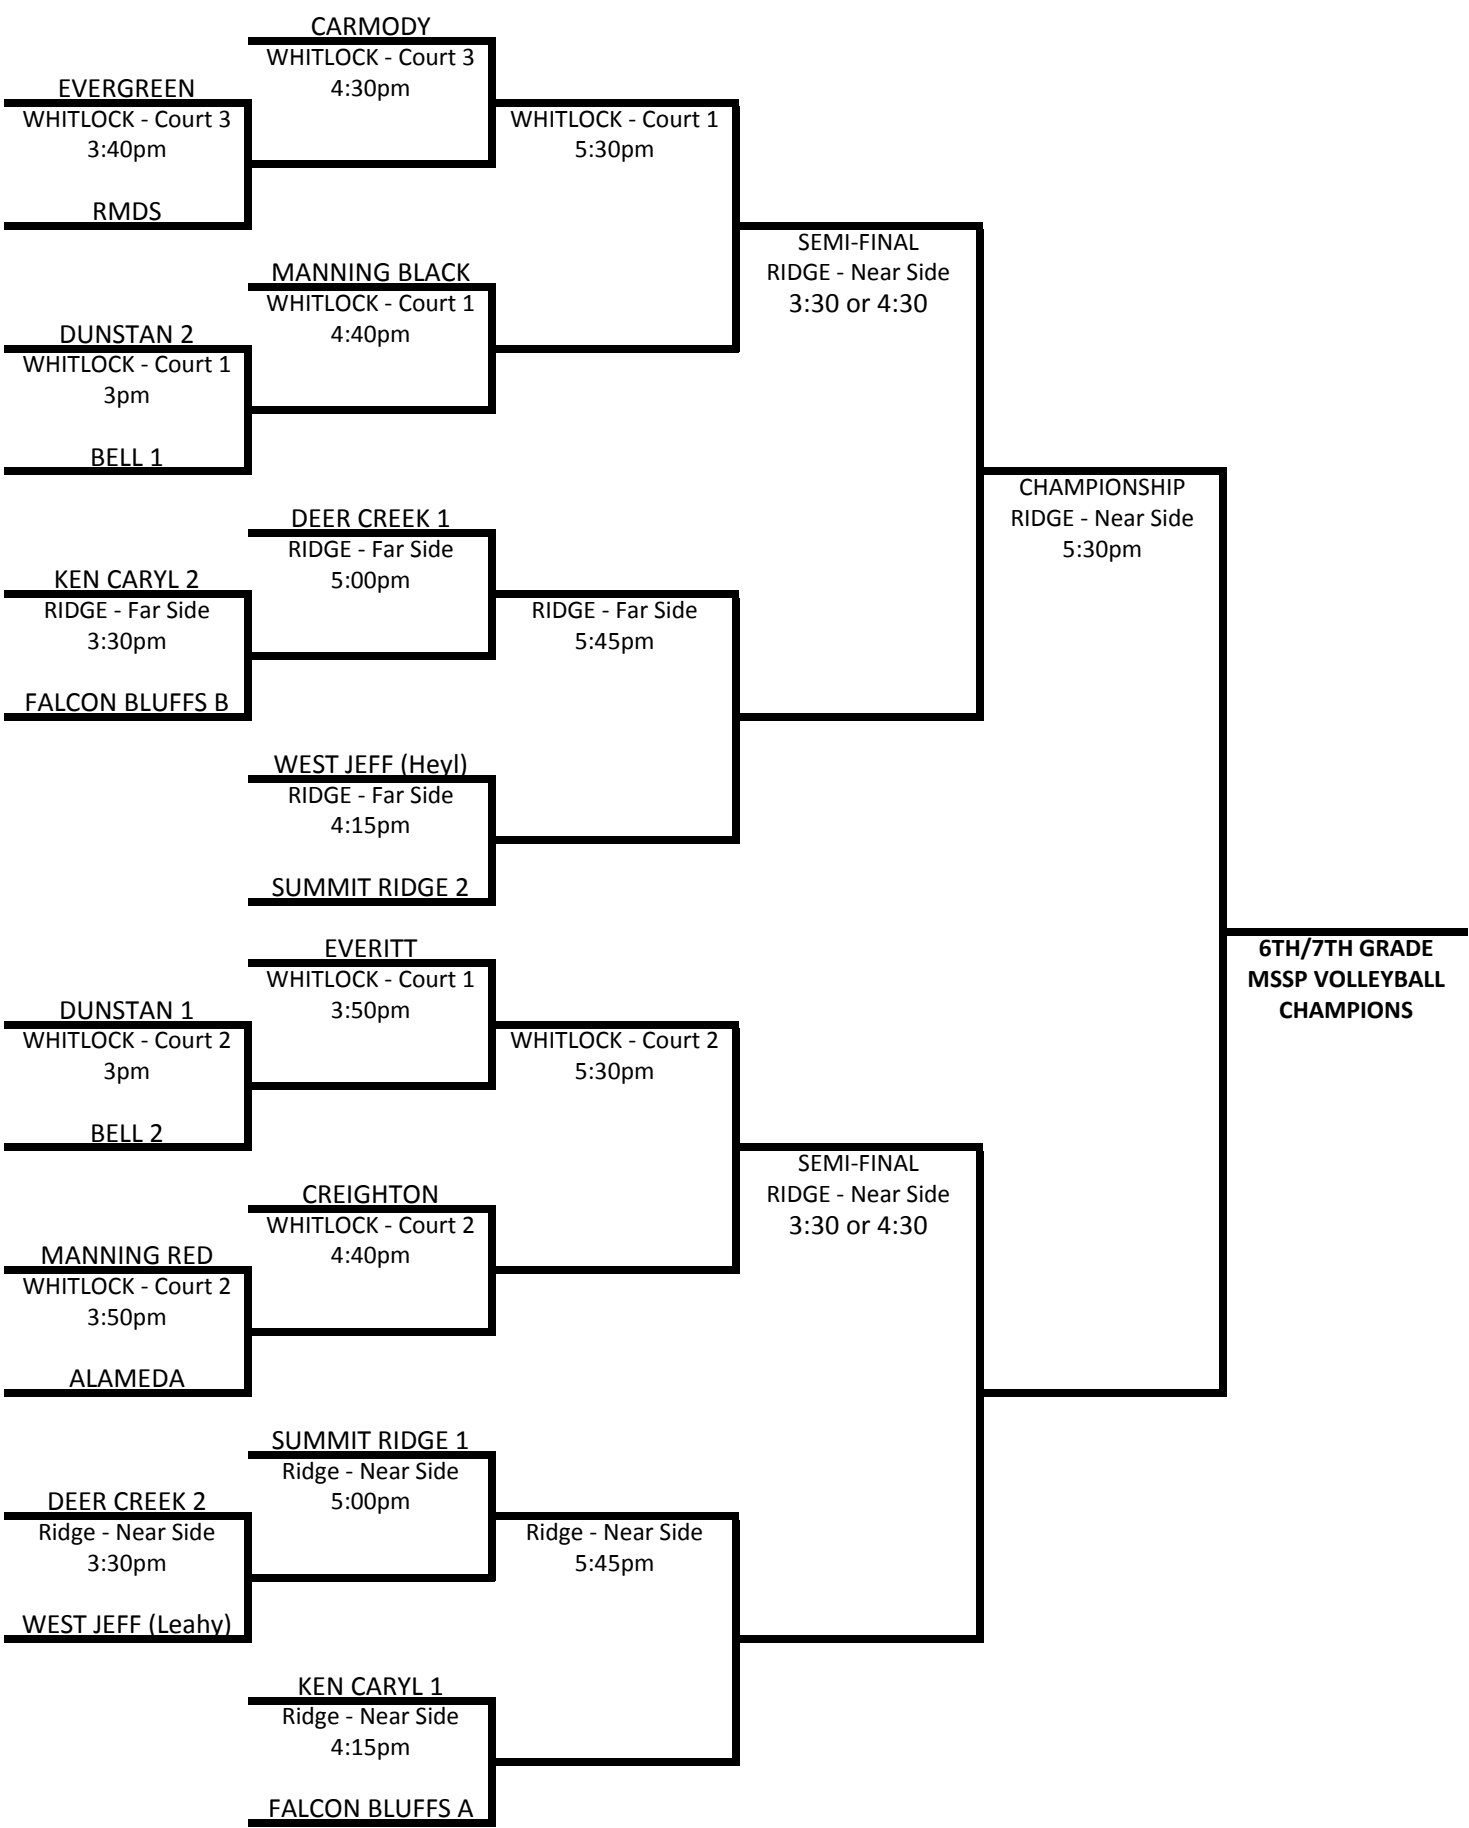 CARMODY
WHITLOCK - Court 3
4:30pm
EVERGREEN
WHITLOCK - Court 3
3:40pm
RMDS
WHITLOCK - Court 1
5:30pm
MANNING BLACK
WHITLOCK - Court 1
4:40pm
DUNSTAN 2
WHITLOCK - Court 1
3pm
BELL 1
SEMI-FINAL
RIDGE - Near Side
3:30 or 4:30
DEER CREEK 1
RIDGE - Far Side
5:00pm
KEN CARYL 2
RIDGE - Far Side
3:30pm
FALCON BLUFFS B
RIDGE - Far Side
5:45pm
WEST JEFF (Heyl)
RIDGE - Far Side
4:15pm
SUMMIT RIDGE 2
CHAMPIONSHIP
RIDGE - Near Side
5:30pm
EVERITT
WHITLOCK - Court 1
3:50pm
DUNSTAN 1
WHITLOCK - Court 2
3pm
BELL 2
WHITLOCK - Court 2
5:30pm
CREIGHTON
WHITLOCK - Court 2
4:40pm
MANNING RED
WHITLOCK - Court 2
3:50pm
ALAMEDA
SEMI-FINAL
RIDGE - Near Side
3:30 or 4:30
SUMMIT RIDGE 1
Ridge - Near Side
5:00pm
DEER CREEK 2
Ridge - Near Side
3:30pm
WEST JEFF (Leahy)
Ridge - Near Side
5:45pm
KEN CARYL 1
Ridge - Near Side
4:15pm
FALCON BLUFFS A
6TH/7TH GRADE
MSSP VOLLEYBALL
CHAMPIONS